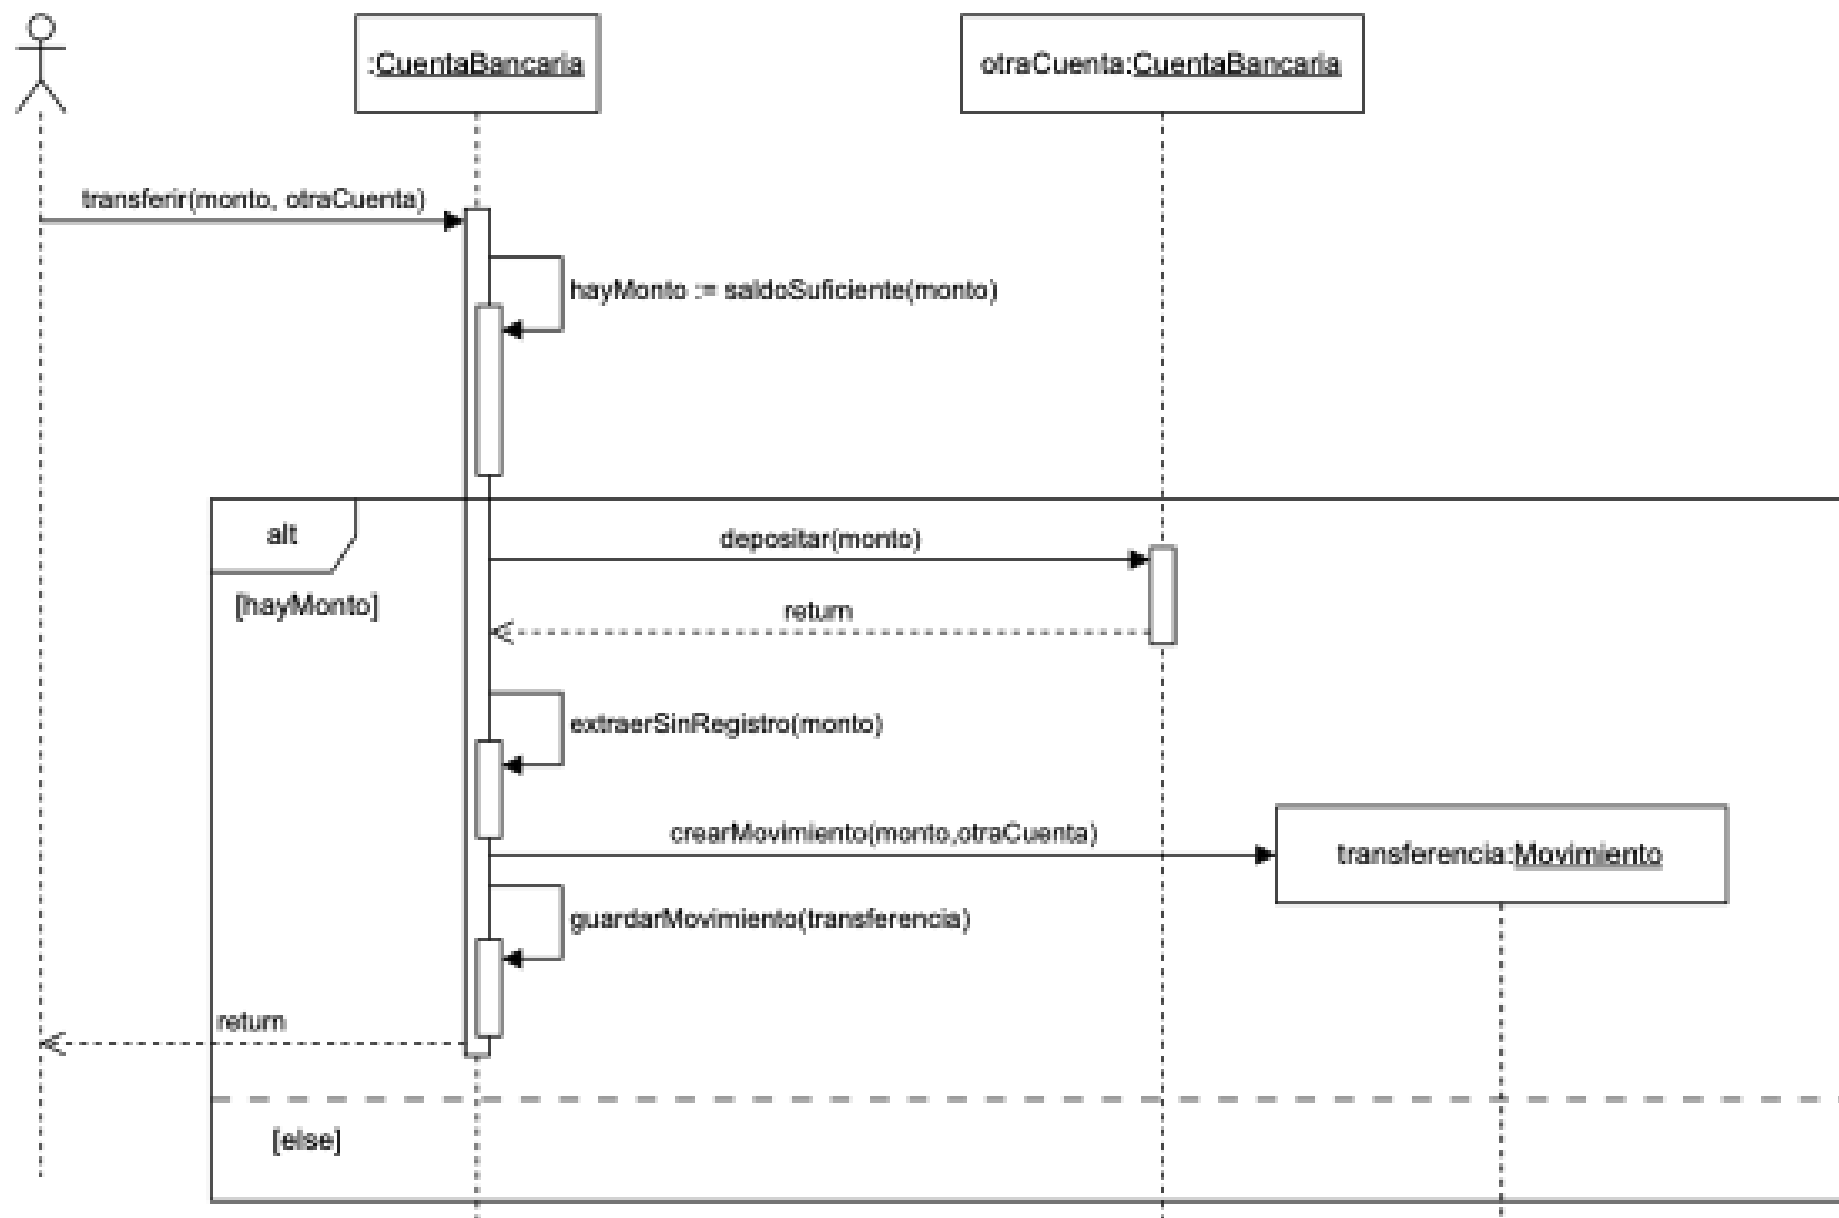 :CuentaBancaria
otraCuenta:CuentaBancaria
transferir(monto, otraCuenta)
hayMonto := saldoSuficiente(monto)
alt
depositar(monto)
[hayMonto]
return
extraerSinRegistro(monto)
crearMovimiento(monto,otraCuenta)
transferencia:Movimiento
guardarMovimiento(transferencia)
return
[else]